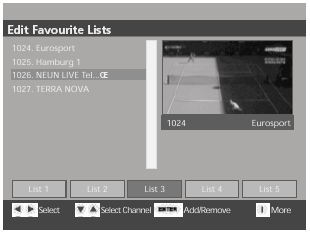 Edit Favourite Lists
1024. Eurosport
1025. Hamburg 1
1026. NEUN LIVE Tel...Œ
1027. TERRA NOVA
1024 Eurosport
List 1 List 2 List 3 List 4 List 5
Select Select Channel ENTER Add/Remove i More